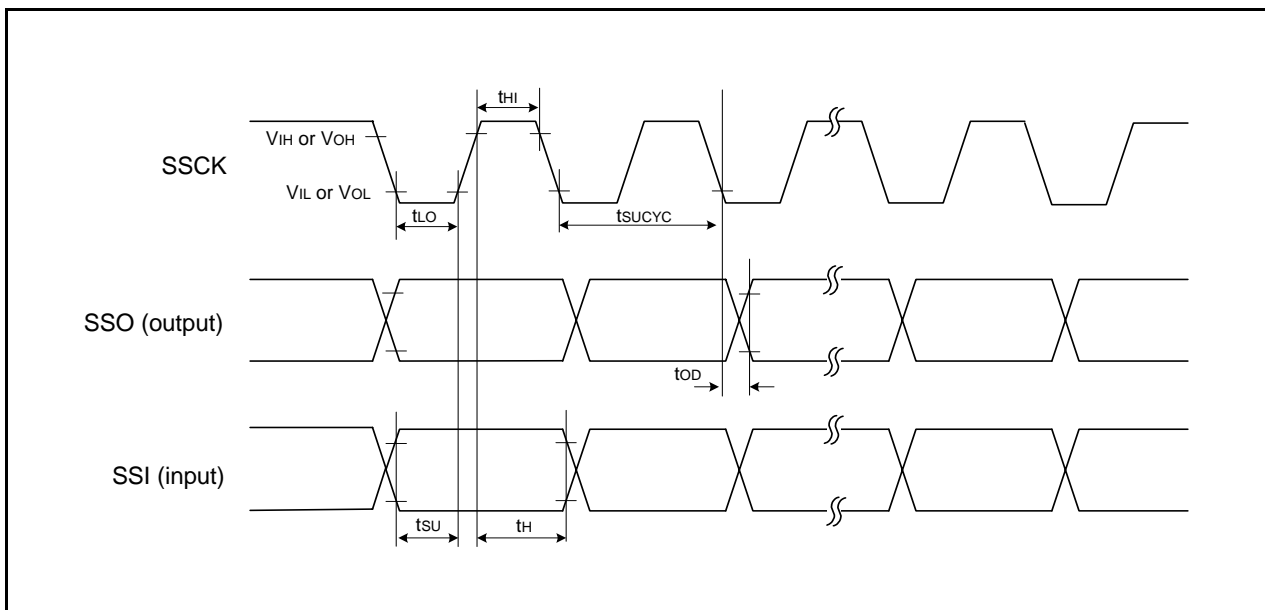 tHI
VIH or VOH
SSCK
VIL or VOL
tLO
tSUCYC
SSO (output)
tOD
SSI (input)
tSU
tH